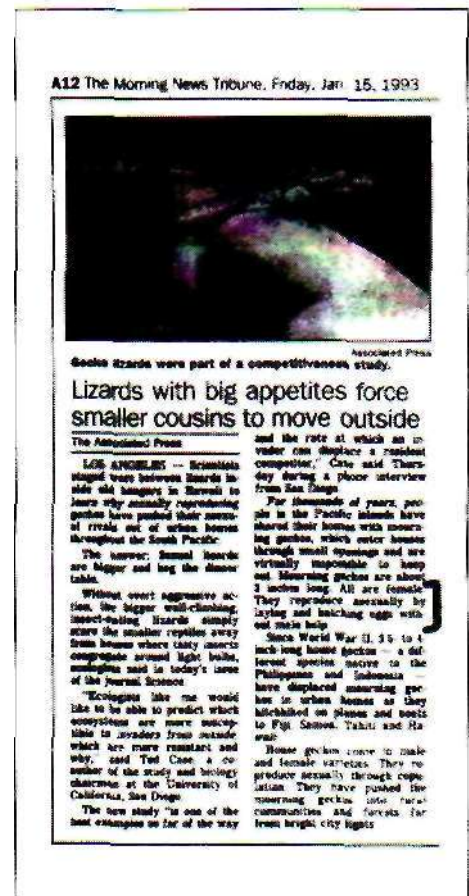 A12 The Morning News Tribune, Friday, Jan. 15, 1993
Associated Press
Gecko lizards were part of a competitiveness study.
Lizards with big appetites force
smaller cousins to move outside
The Associated Press
LOS ANGELES — Scientists
staged wars between lizards in-
side old hangars in Hawaii to
learn why sexually reproducing
geckos have pushed their asexu-
al rivals out of urban houses
throughout the South Pacific.
The answer: Sexual lizards
are bigger and hog the dinner
table.
Without overt aggressive ac-
tion, the bigger wall-climbing,
insect-eating lizards simply
scare the smaller reptiles away
from houses where tasty insects
congregate around light bulbs,
ecologists said in today's issue
of the journal Science.
"Ecologists like me would
like to be able to predict which
ecosystems are more suscep-
tible to invaders from outside,
which are more resistant and
why," said Ted Case, a co-
author of the study and biology
chairman at the University of
California, San Diego.
The new study "is one of the
best examples so far of the way
and the rate at which an in-
vader can displace a resident
competitor," Case said Thurs-
day during a phone interview
from San Diego.
For thousands of years, peo-
ple in the Pacific islands have
shared their homes with mourn-
ing geckos, which enter houses
through small openings and are
virtually impossible to keep
out. Mourning geckos are about
3 inches long. All are female.
They reproduce asexually by
laying and hatching eggs with-
out male help.
Since World War II, 3.5- to 4-
inch-long house geckos — a dif-
ferent species native to the
Philippines and Indonesia —
have displaced mourning gec-
kos in urban homes as they
hitchhiked on planes and boats
to Fiji, Samoa, Tahiti and Ha-
waii.
House geckos come in male
and female varieties. They re-
produce sexually through copu-
lation. They have pushed the
mourning geckos into rural
communities and forests far
from bright city lights.